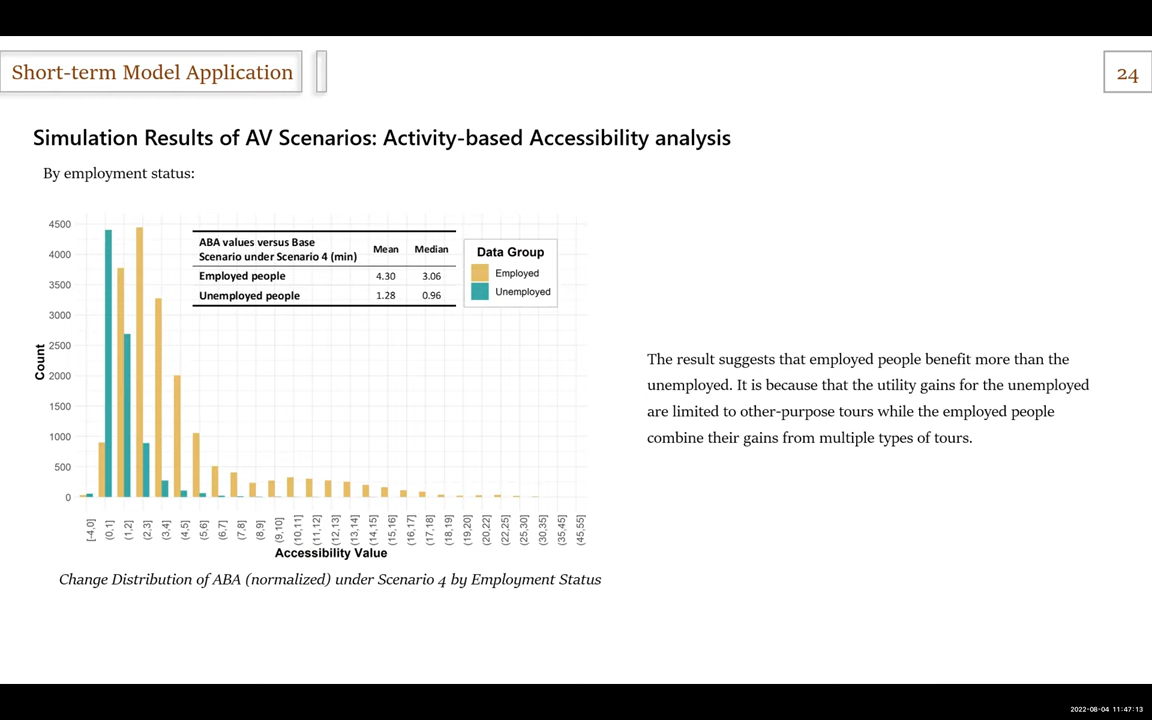 Short-term Model Application
24
Simulation Results of AV Scenarios: Activity-based Accessibility analysis
By employment status:
4500
4000
3500
3000
2500
2000
1500
1000
500
0
Count
ABA values versus Base
Scenario under Scenario 4 (min)
Mean
Median
Employed people
4.30
3.06
Unemployed people
1.28
0.96
Data Group
Employed
Unemployed
[-4,0]
(0,1]
(1,2]
(2,3]
(3,4]
(4,5]
(5,6]
(6,7]
(7,8]
(8,9]
(9,10]
(10,11]
(11,12]
(12,13]
(13,14]
(14,15]
(15,16]
(16,17]
(17,18]
(18,19]
(19,20]
(20,22]
(22,25]
(25,30]
(30,35]
(35,45]
(45,55]
Accessibility Value
Change Distribution of ABA (normalized) under Scenario 4 by Employment Status
The result suggests that employed people benefit more than the
unemployed. It is because that the utility gains for the unemployed
are limited to other-purpose tours while the employed people
combine their gains from multiple types of tours.
2022-08-04 11:47:13